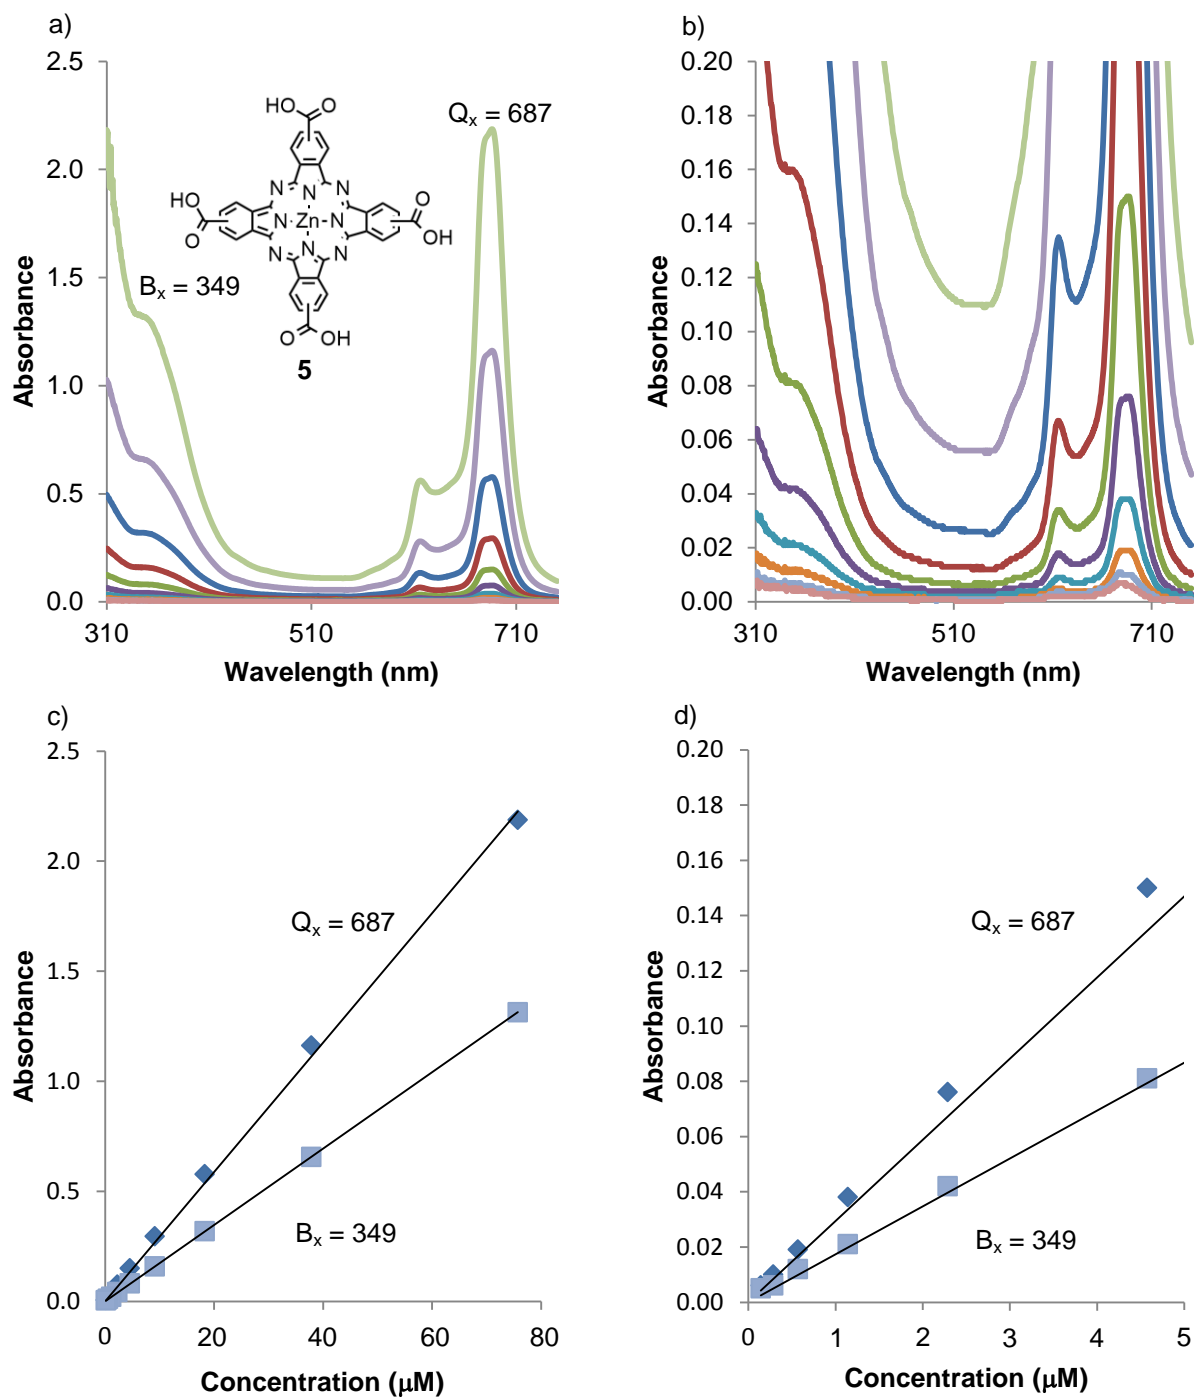 a)
2.5
2.0
1.5
1.0
0.5
0.0
310
510
710
Absorbance
Wavelength (nm)
Qx = 687
Bx = 349
HO
O
N
N
N
HO
O
N
Zn
N
O
OH
N
N
N
O
OH
5
b)
0.20
0.18
0.16
0.14
0.12
0.10
0.08
0.06
0.04
0.02
0.00
310
510
710
Absorbance
Wavelength (nm)
c)
2.5
2.0
1.5
1.0
0.5
0.0
0
20
40
60
80
Absorbance
Concentration (μM)
Qx = 687
Bx = 349
d)
0.20
0.18
0.16
0.14
0.12
0.10
0.08
0.06
0.04
0.02
0.00
0
1
2
3
4
5
Absorbance
Concentration (μM)
Qx = 687
Bx = 349